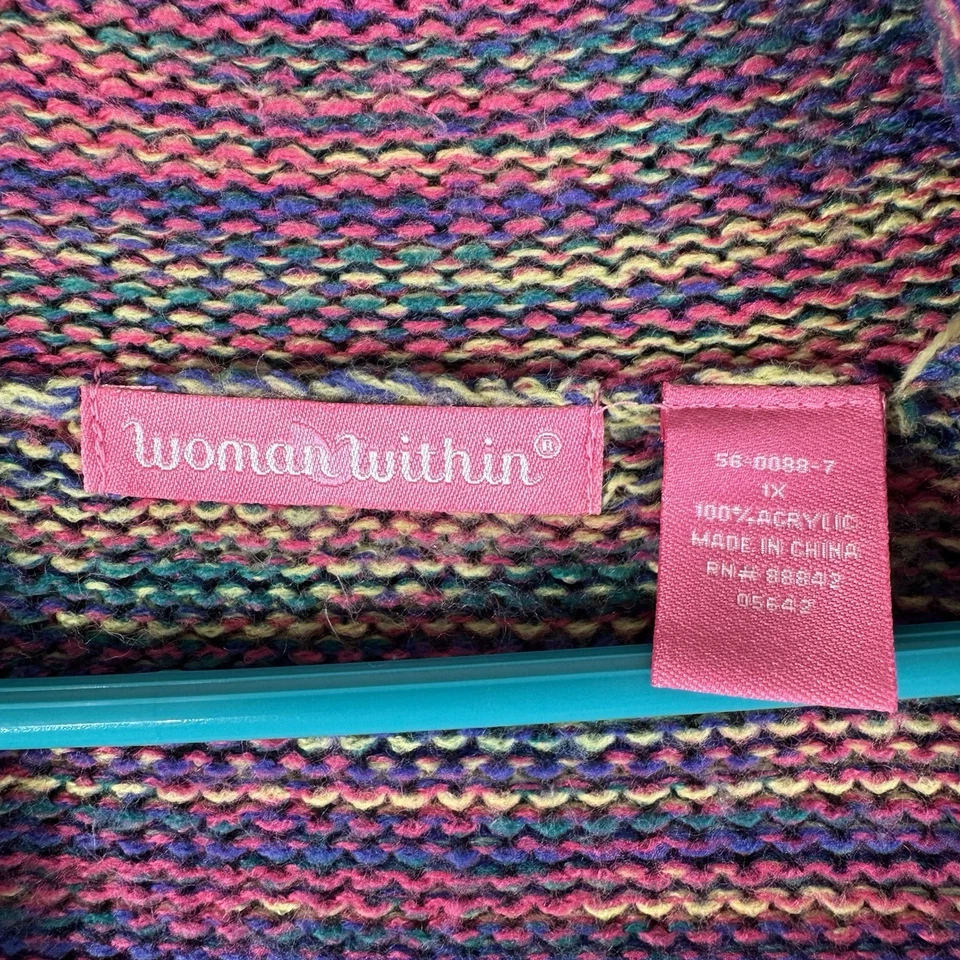 woman within®
56-0088-7
1X
100% ACRYLIC
MADE IN CHINA
RN# 88842
05642